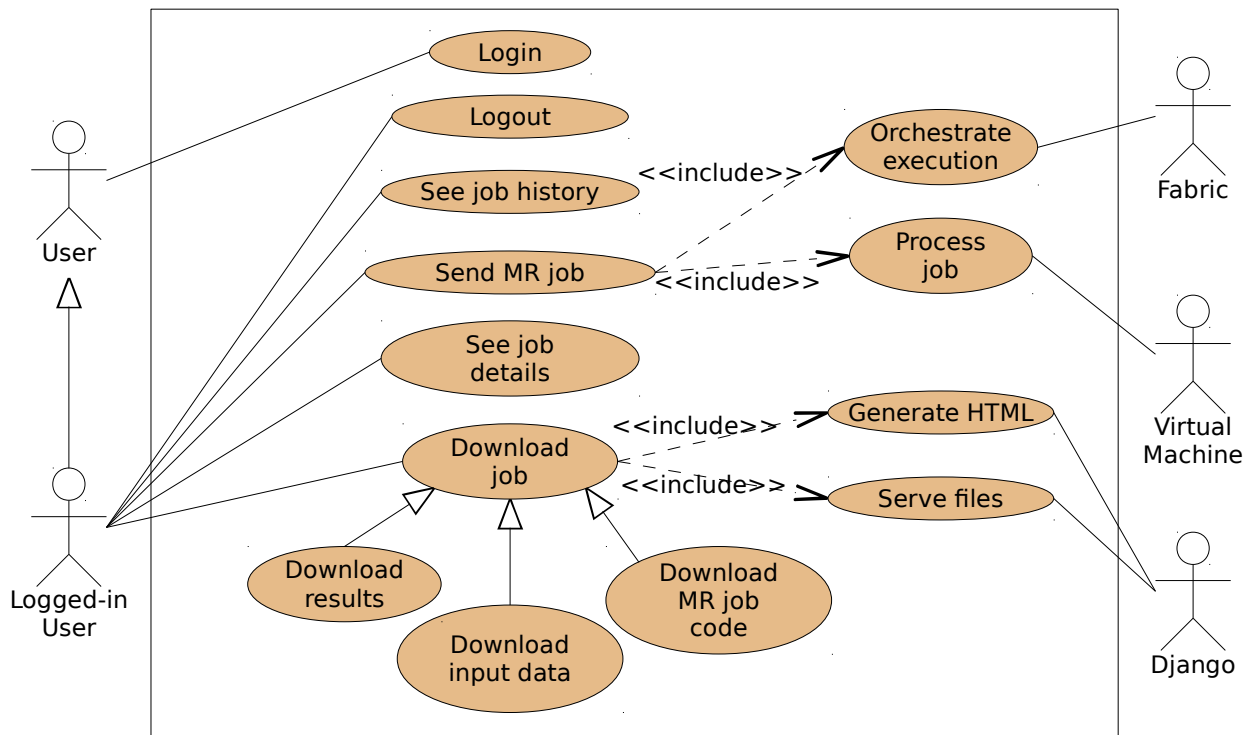 Login
Logout
Orchestrate
execution
<<include>>
See job history
Fabric
User
Process
job
Send MR job
<<include>>
See job
details
Generate HTML
<<include>>
Virtual
Machine
Download
job
<<include>>
Serve files
Download
results
Download
MR job
code
Logged-in
User
Download
input data
Django